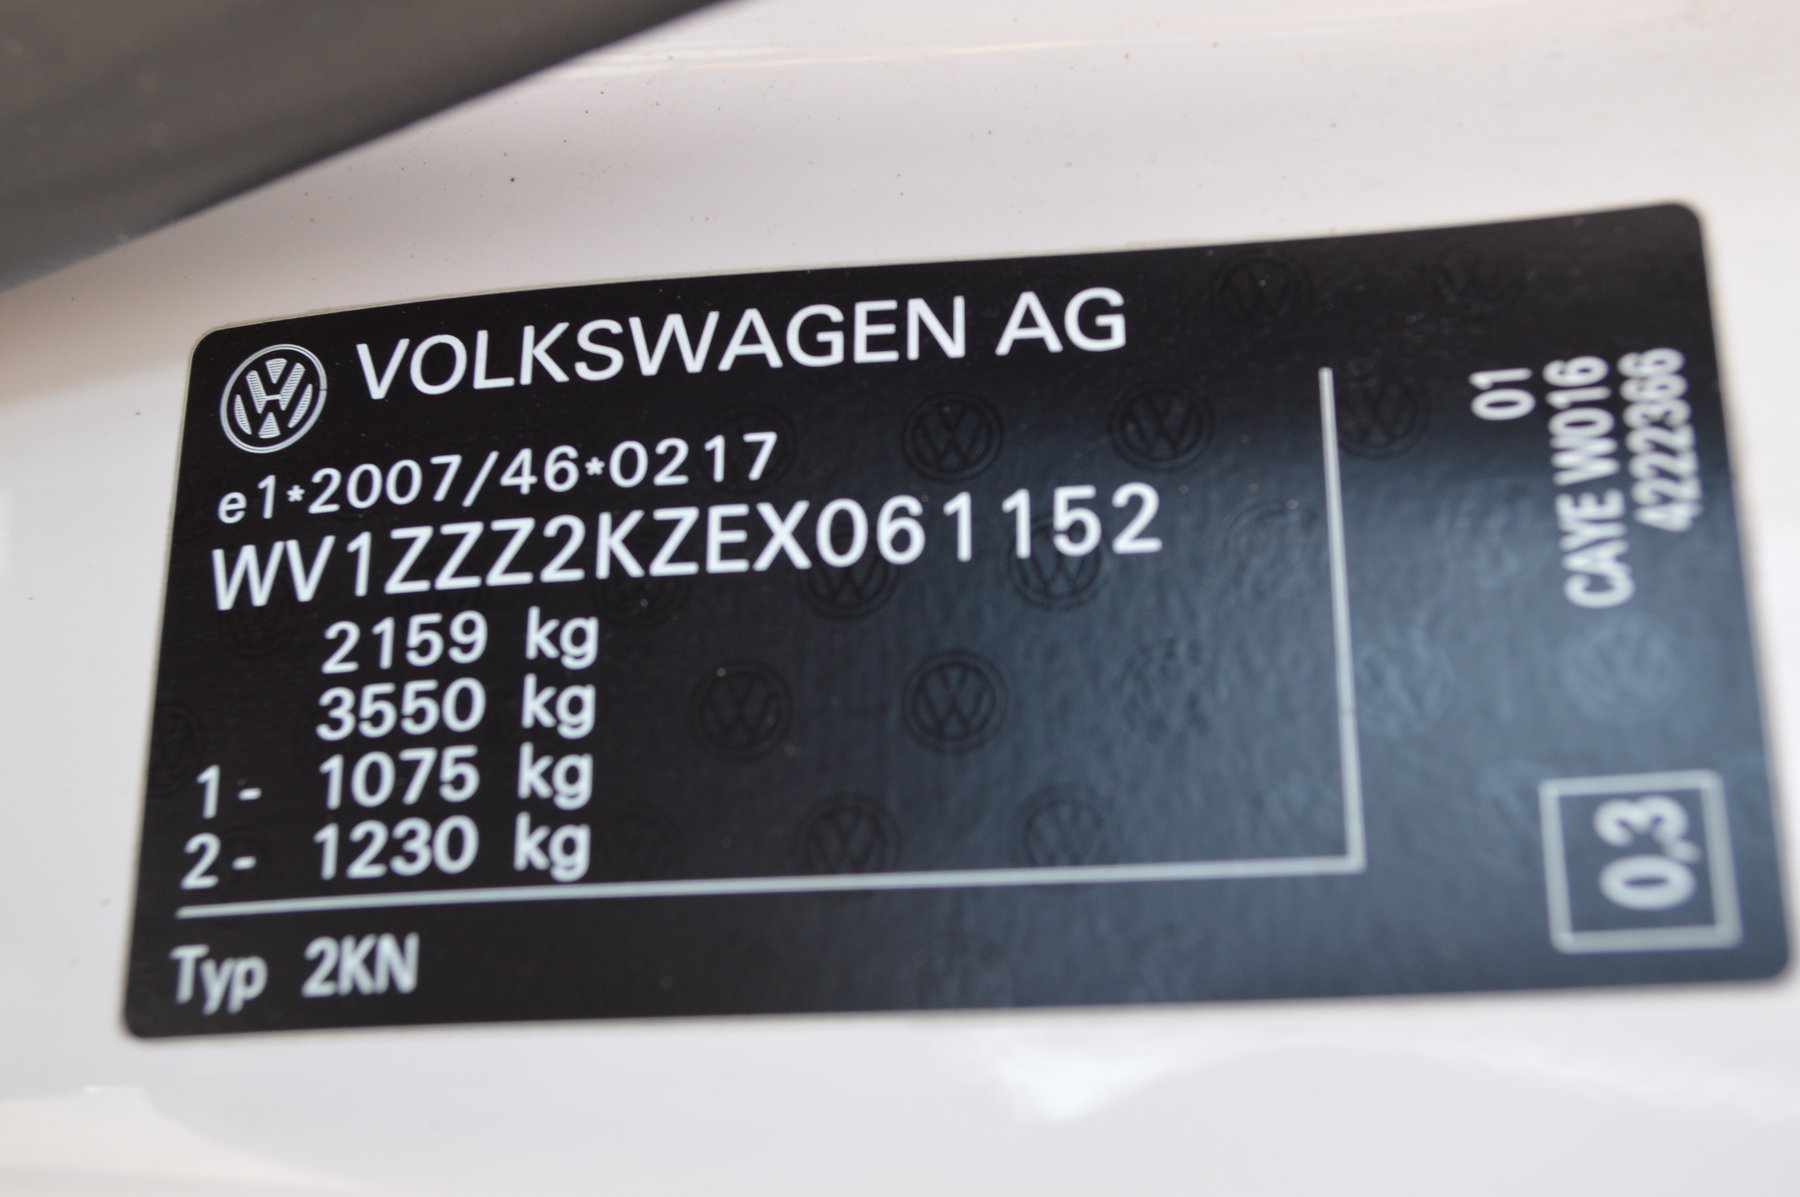 VOLKSWAGEN AG
e1*2007/46*0217
WV1ZZZ2KZEX061152
2159 kg
3550 kg
1- 1075 kg
2- 1230 kg
Typ 2KN
01
CAYE W016
4222366
0,3